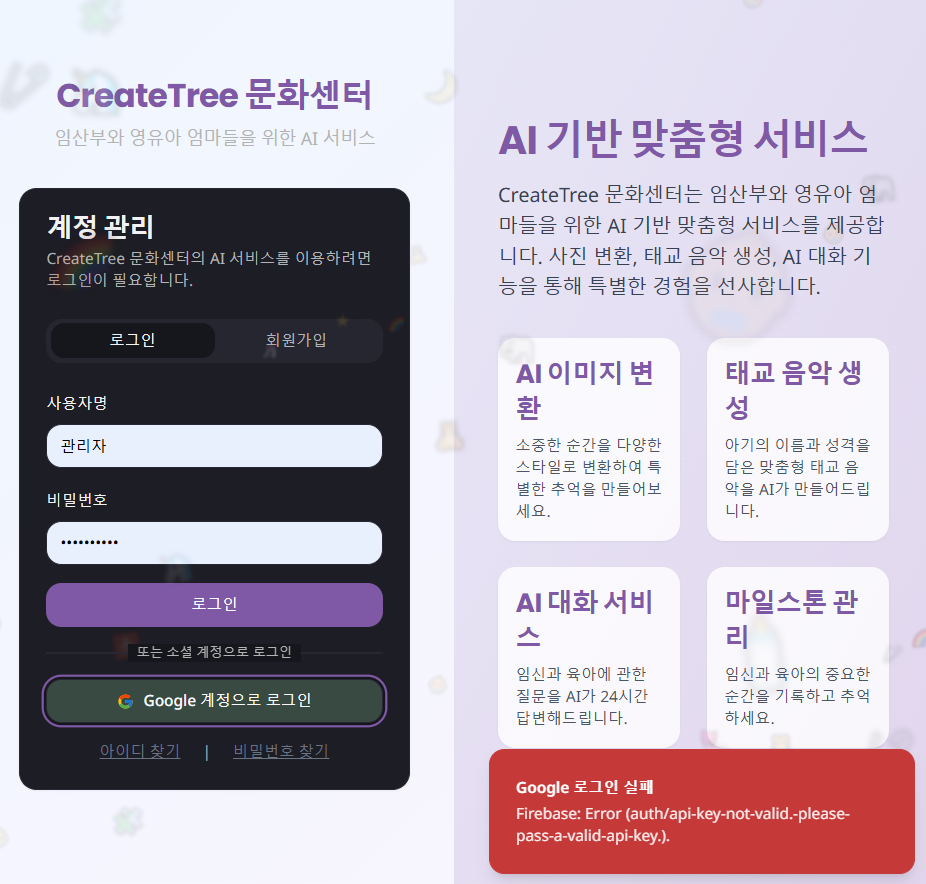 CreateTree 문화센터
임산부와 영유아 엄마들을 위한 AI 서비스
계정 관리
CreateTree 문화센터의 AI 서비스를 이용하려면
로그인이 필요합니다.
로그인
회원가입
사용자명
관리자
비밀번호
••••••••••
로그인
또는 소셜 계정으로 로그인
Google 계정으로 로그인
아이디 찾기 | 비밀번호 찾기
AI 기반 맞춤형 서비스
CreateTree 문화센터는 임산부와 영유아 엄
마들을 위한 AI 기반 맞춤형 서비스를 제공합
니다. 사진 변환, 태교 음악 생성, AI 대화 기
능을 통해 특별한 경험을 선사합니다.
AI 이미지 변
환
소중한 순간을 다양한
스타일로 변환하여 특
별한 추억을 만들어보
세요.
태교 음악 생
성
아기의 이름과 성격을
담은 맞춤형 태교 음
악을 AI가 만들어드립
니다.
AI 대화 서비
스
임신과 육아에 관한
질문을 AI가 24시간
답변해드립니다.
마일스톤 관
리
임신과 육아의 중요한
순간을 기록하고 추억
하세요.
Google 로그인 실패
Firebase: Error (auth/api-key-not-valid.-please-
pass-a-valid-api-key.).